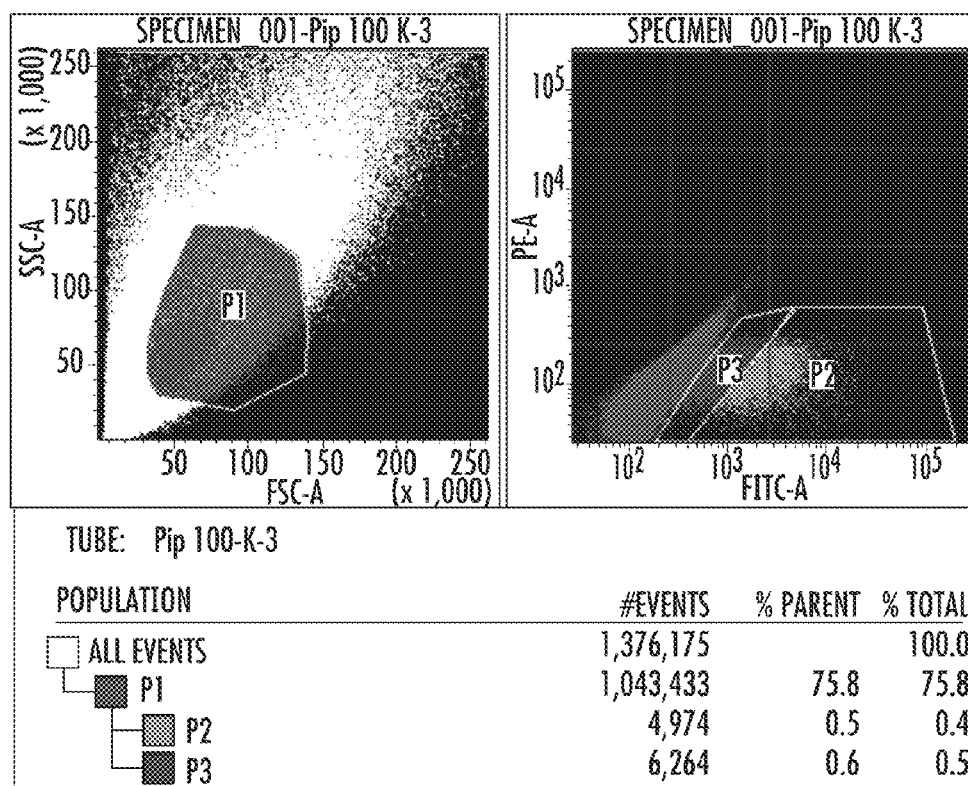 SPECIMEN_001-Pip 100 K-3
250
200
150
100
50
SSC-A
(x 1,000)
P1
50 100 150 200 250
FSC-A (x 1,000)
SPECIMEN_001-Pip 100 K-3
10^5
10^4
10^3
10^2
PE-A
P3 P2
10^2 10^3 10^4 10^5
FITC-A
TUBE: Pip 100-K-3
POPULATION #EVENTS % PARENT % TOTAL
ALL EVENTS 1,376,175 100.0
P1 1,043,433 75.8 75.8
P2 4,974 0.5 0.4
P3 6,264 0.6 0.5